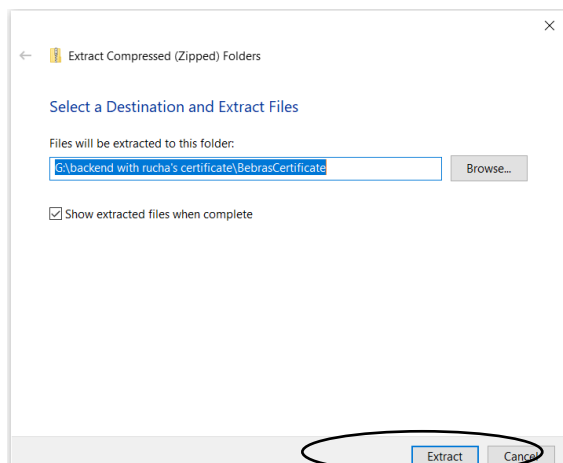 Extract Compressed (Zipped) Folders
Select a Destination and Extract Files
Files will be extracted to this folder:
G:\backend with rucha's certificate\BebrasCertificate
Browse...
Show extracted files when complete
Extract
Cancel